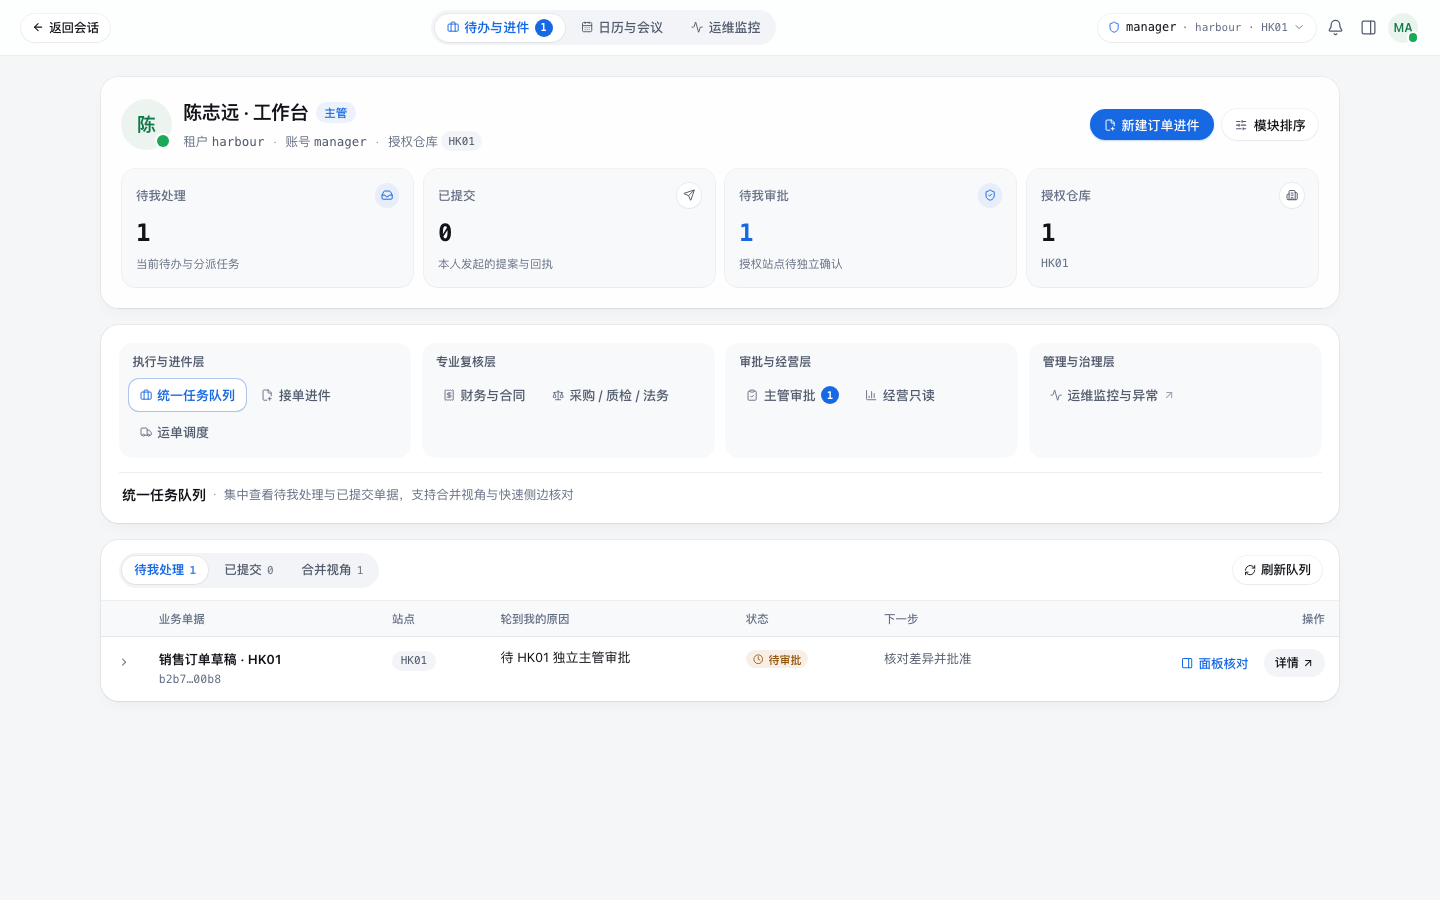 返回会话
待办与进件 1
日历与会议
运维监控
manager · harbour · HK01
MA
陈
陈志远 · 工作台 主管
租户 harbour · 账号 manager · 授权仓库 HK01
新建订单进件
模块排序
待我处理
1
当前待办与分派任务
已提交
0
本人发起的提案与回执
待我审批
1
授权站点待独立确认
授权仓库
1
HK01
执行与进件层
统一任务队列
接单进件
运单调度
专业复核层
财务与合同
采购 / 质检 / 法务
审批与经营层
主管审批 1
经营只读
管理与治理层
运维监控与异常
统一任务队列 · 集中查看待我处理与已提交单据，支持合并视角与快速侧边核对
待我处理 1
已提交 0
合并视角 1
刷新队列
业务单据 站点 轮到我的原因 状态 下一步 操作
销售订单草稿 · HK01 HK01 待 HK01 独立主管审批 待审批 核对差异并批准 面板核对 详情
b2b7…00b8